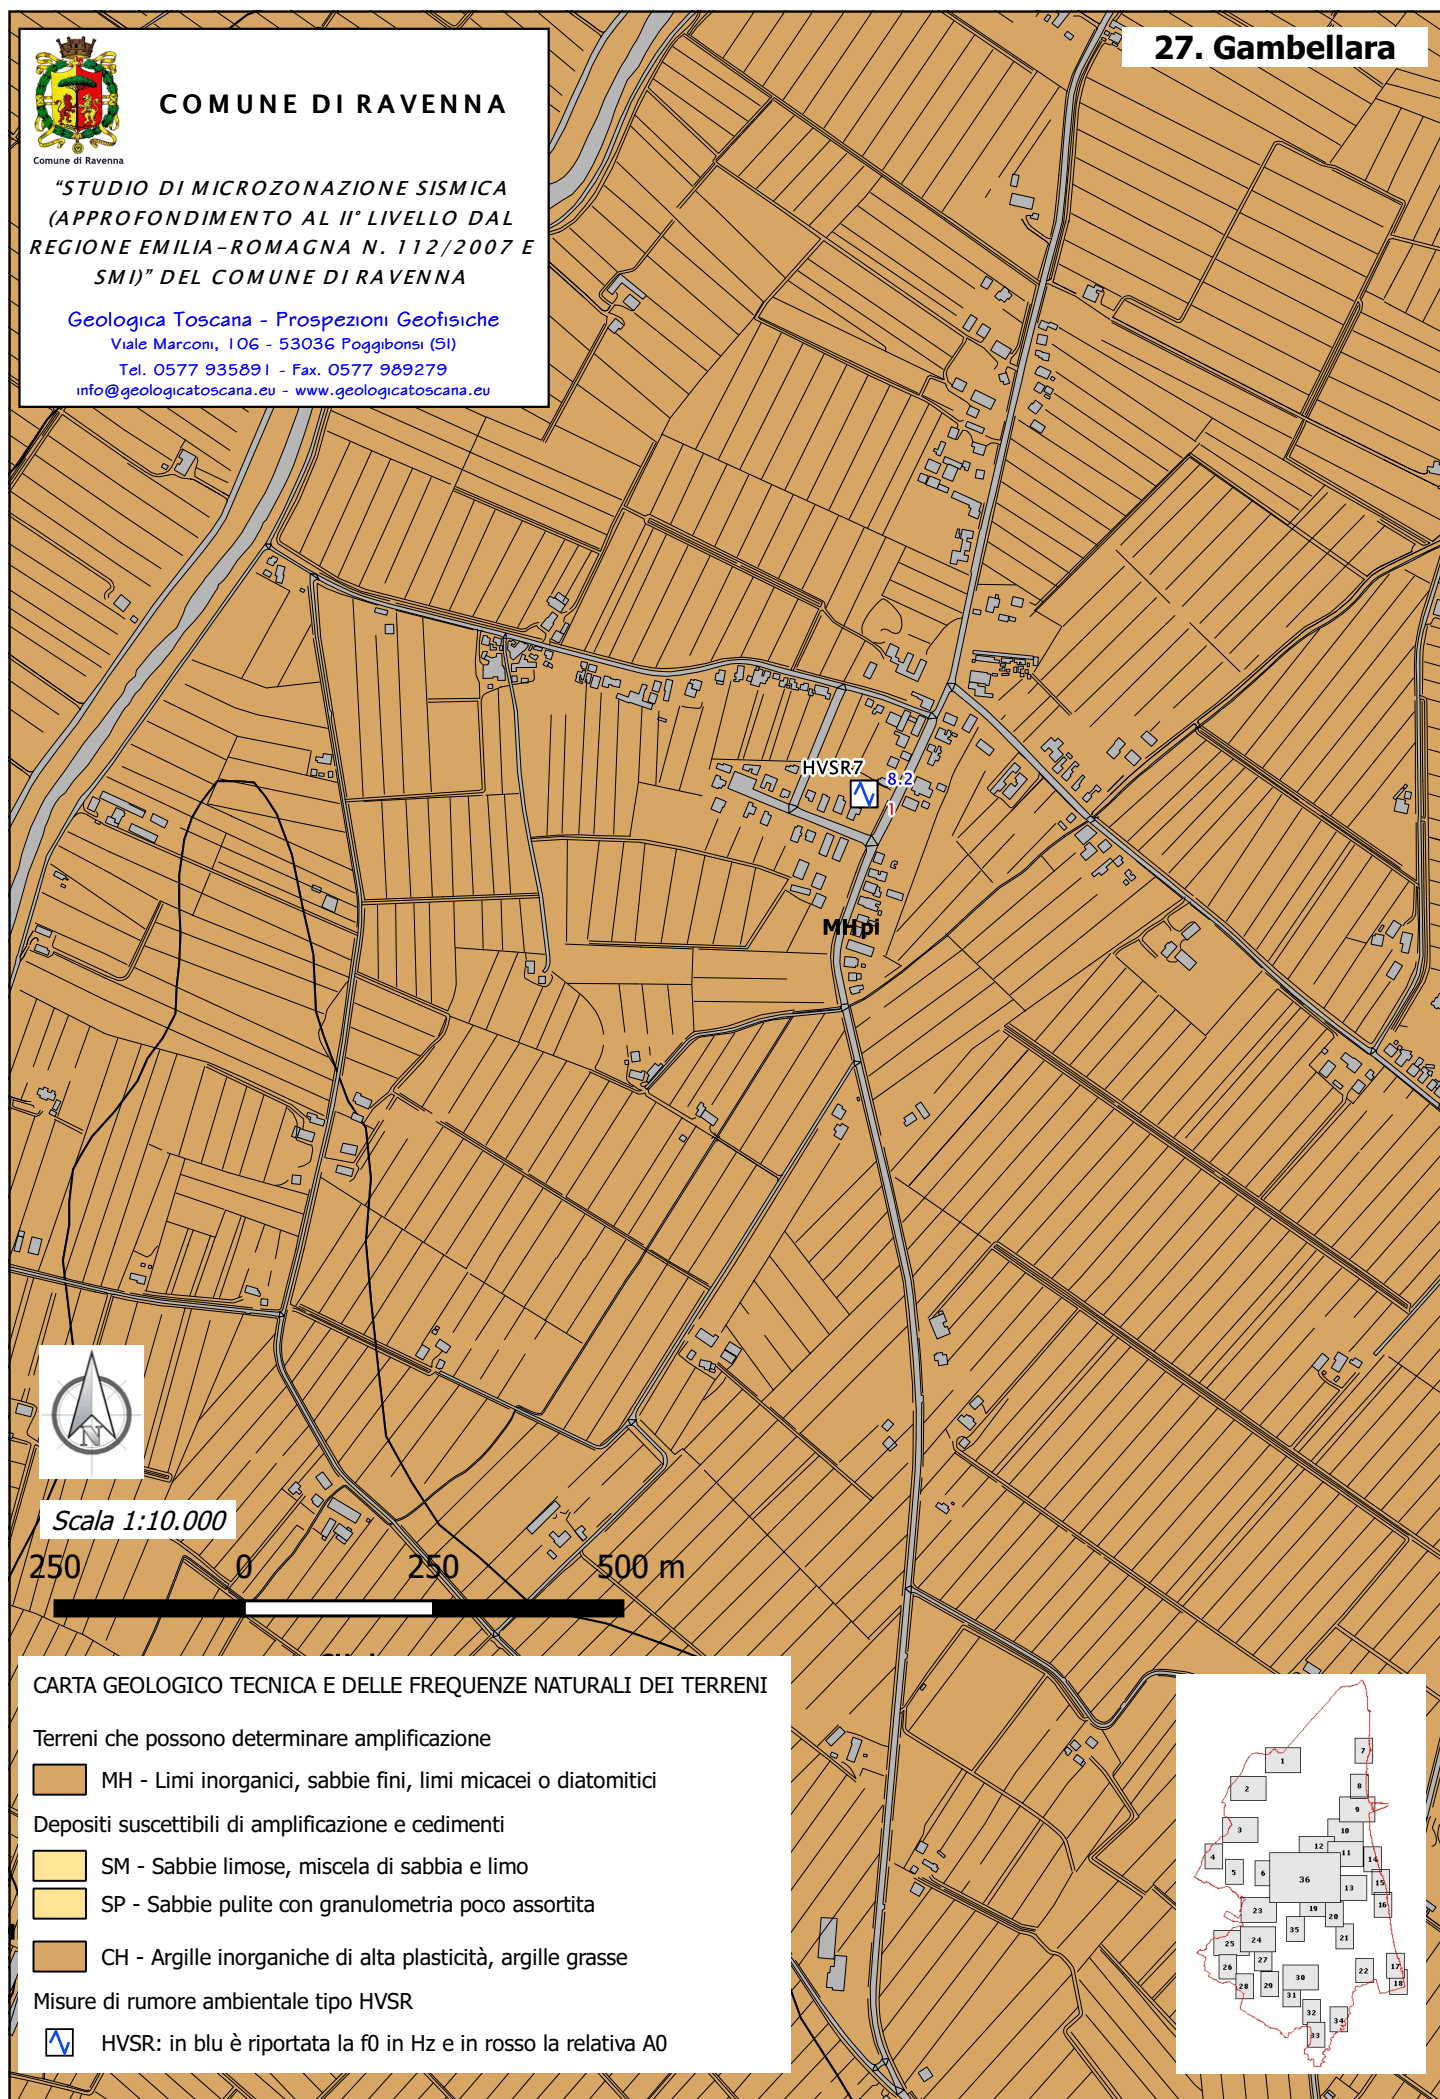 27. Gambellara
COMUNE DI RAVENNA
Comune di Ravenna
"STUDIO DI MICROZONAZIONE SISMICA
(APPROFONDIMENTO AL II° LIVELLO DAL
REGIONE EMILIA-ROMAGNA N. 112/2007 E
SMI)" DEL COMUNE DI RAVENNA
Geologica Toscana - Prospezioni Geofisiche
Viale Marconi, 106 - 53036 Poggibonsi (SI)
Tel. 0577 935891 - Fax. 0577 989279
info@geologicatoscana.eu - www.geologicatoscana.eu
HVSR7
8.2
1
MHpi
N
Scala 1:10.000
250 0 250 500 m
CARTA GEOLOGICO TECNICA E DELLE FREQUENZE NATURALI DEI TERRENI
Terreni che possono determinare amplificazione
MH - Limi inorganici, sabbie fini, limi micacei o diatomitici
Depositi suscettibili di amplificazione e cedimenti
SM - Sabbie limose, miscela di sabbia e limo
SP - Sabbie pulite con granulometria poco assortita
CH - Argille inorganiche di alta plasticità, argille grasse
Misure di rumore ambientale tipo HVSR
HVSR: in blu è riportata la f0 in Hz e in rosso la relativa A0
7
1
8
2
9
3
10
12
11
4
14
5
6
36
13
15
16
23
19
20
35
21
25
24
26
27
17
22
28
29
30
18
31
32
34
33